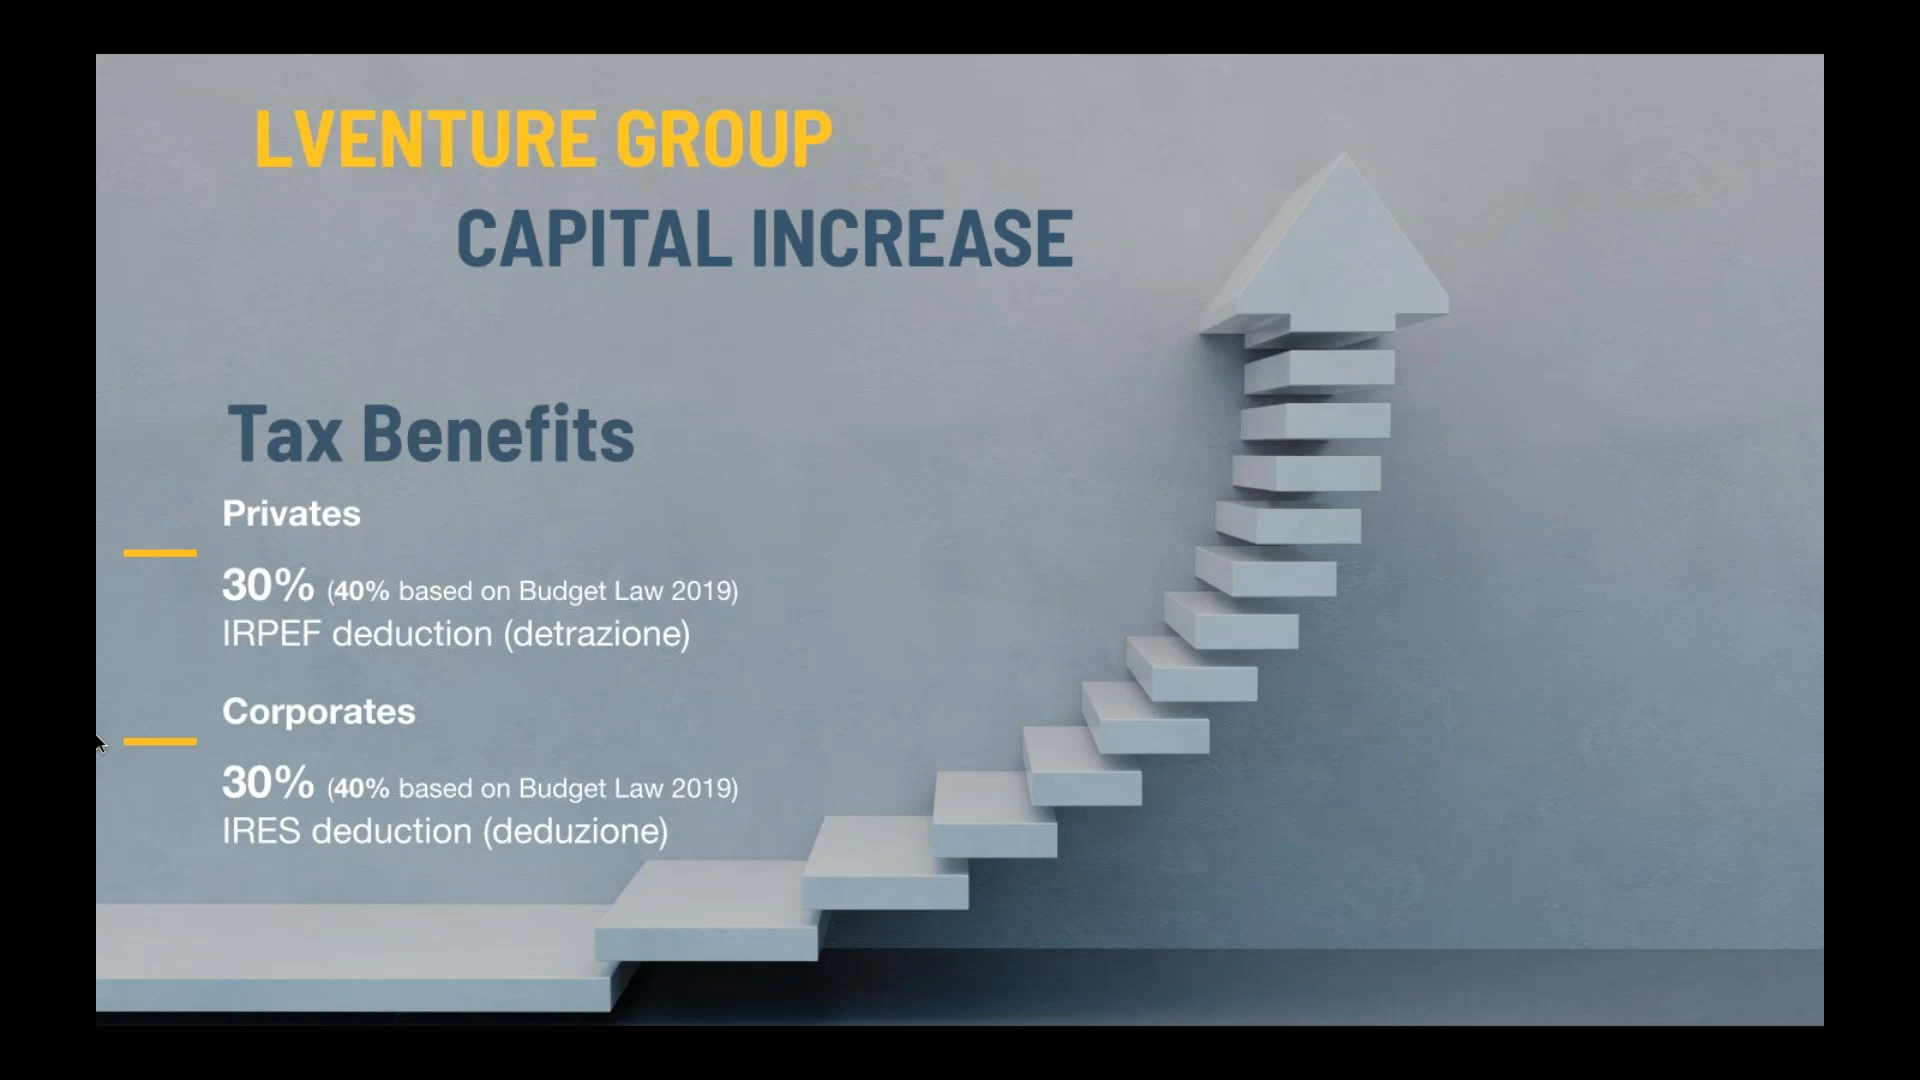 LVENTURE GROUP
CAPITAL INCREASE
Tax Benefits
Privates
30% (40% based on Budget Law 2019)
IRPEF deduction (detrazione)
Corporates
30% (40% based on Budget Law 2019)
IRES deduction (deduzione)